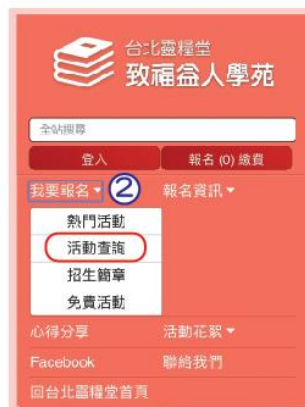 台北靈糧堂
致福益人學苑
全站搜尋
登入 報名 (0) 繳費
我要報名 ▾ ② 報名資訊 ▾
熱門活動
活動查詢
招生簡章
免費活動
心得分享 活動花絮 ▾
Facebook 聯絡我們
回台北靈糧堂首頁